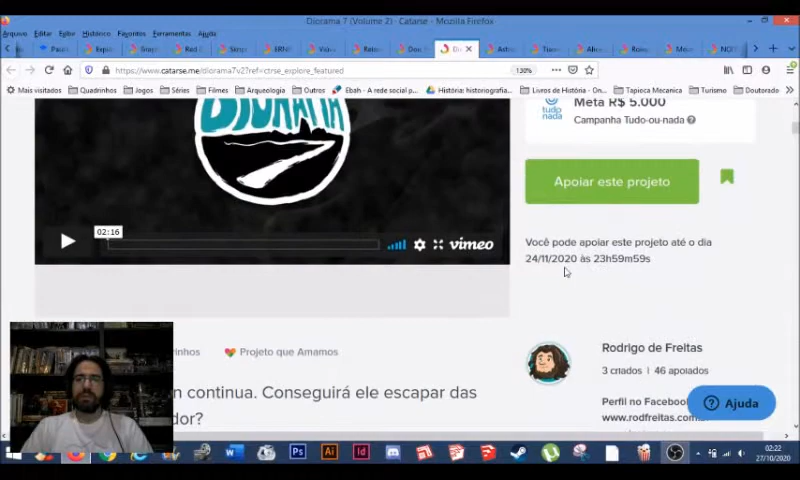 Diorama 7 (Volume 2) - Catarse - Mozilla Firefox
Arquivo Editar Exibir Histórico Favoritos Ferramentas Ajuda
https://www.catarse.me/diorama7v2?ref=ctrse_explore_featured
130%
Mais visitados Quadrinhos Jogos Séries Filmes Arqueologia Outros Ebah - A rede social p... História: historiografia... Livros de História - On... Tapioca Mecanica Turismo Doutorado
DIORAMA
02:16
vimeo
tudo
nada
Meta R$ 5.000
Campanha Tudo-ou-nada
Apoiar este projeto
Você pode apoiar este projeto até o dia
24/11/2020 às 23h59m59s
Projeto que Amamos
continua. Conseguirá ele escapar das
dor?
Rodrigo de Freitas
3 criados | 46 apoiados
Perfil no Facebook
www.rodfreitas.com
Ajuda
02:22
27/10/2020